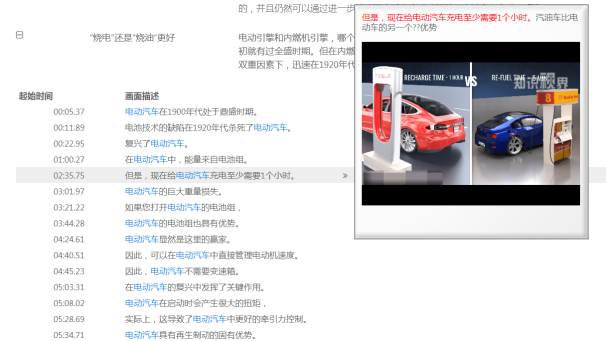 的，并且仍然可以通过进一步
"烧电"还是"烧油"更好
电动引擎和内燃机引擎，哪个
初就有过全盛时期。但在内燃
双重因素下，迅速在1920年代
但是，现在给电动汽车充电至少需要1个小时。汽油车比电
动车的另一个??优势
RECHARGE TIME - 1 HOUR
VS
RE-FUEL TIME - 5 MIN
知识视界
8
起始时间 画面描述
00:05.37 电动汽车在1900年代处于鼎盛时期。
00:11.89 电池技术的缺陷在1920年代杀死了电动汽车。
00:22.95 复兴了电动汽车。
01:00.27 在电动汽车中，能量来自电池组。
02:35.75 但是，现在给电动汽车充电至少需要1个小时。 »
03:01.97 电动汽车的巨大重量损失。
03:21.22 如果您打开电动汽车的电池组，
03:44.28 电动汽车的电池组也具有优势。
04:24.61 电动汽车显然是这里的赢家。
04:40.51 因此，可以在电动汽车中直接管理电动机速度。
04:45.23 因此，电动汽车不需要变速箱。
05:03.31 在电动汽车的复兴中发挥了关键作用。
05:08.02 电动汽车在启动时会产生很大的扭矩，
05:28.69 实际上，这导致了电动汽车中更好的牵引力控制。
05:34.71 电动汽车具有再生制动的固有优势。